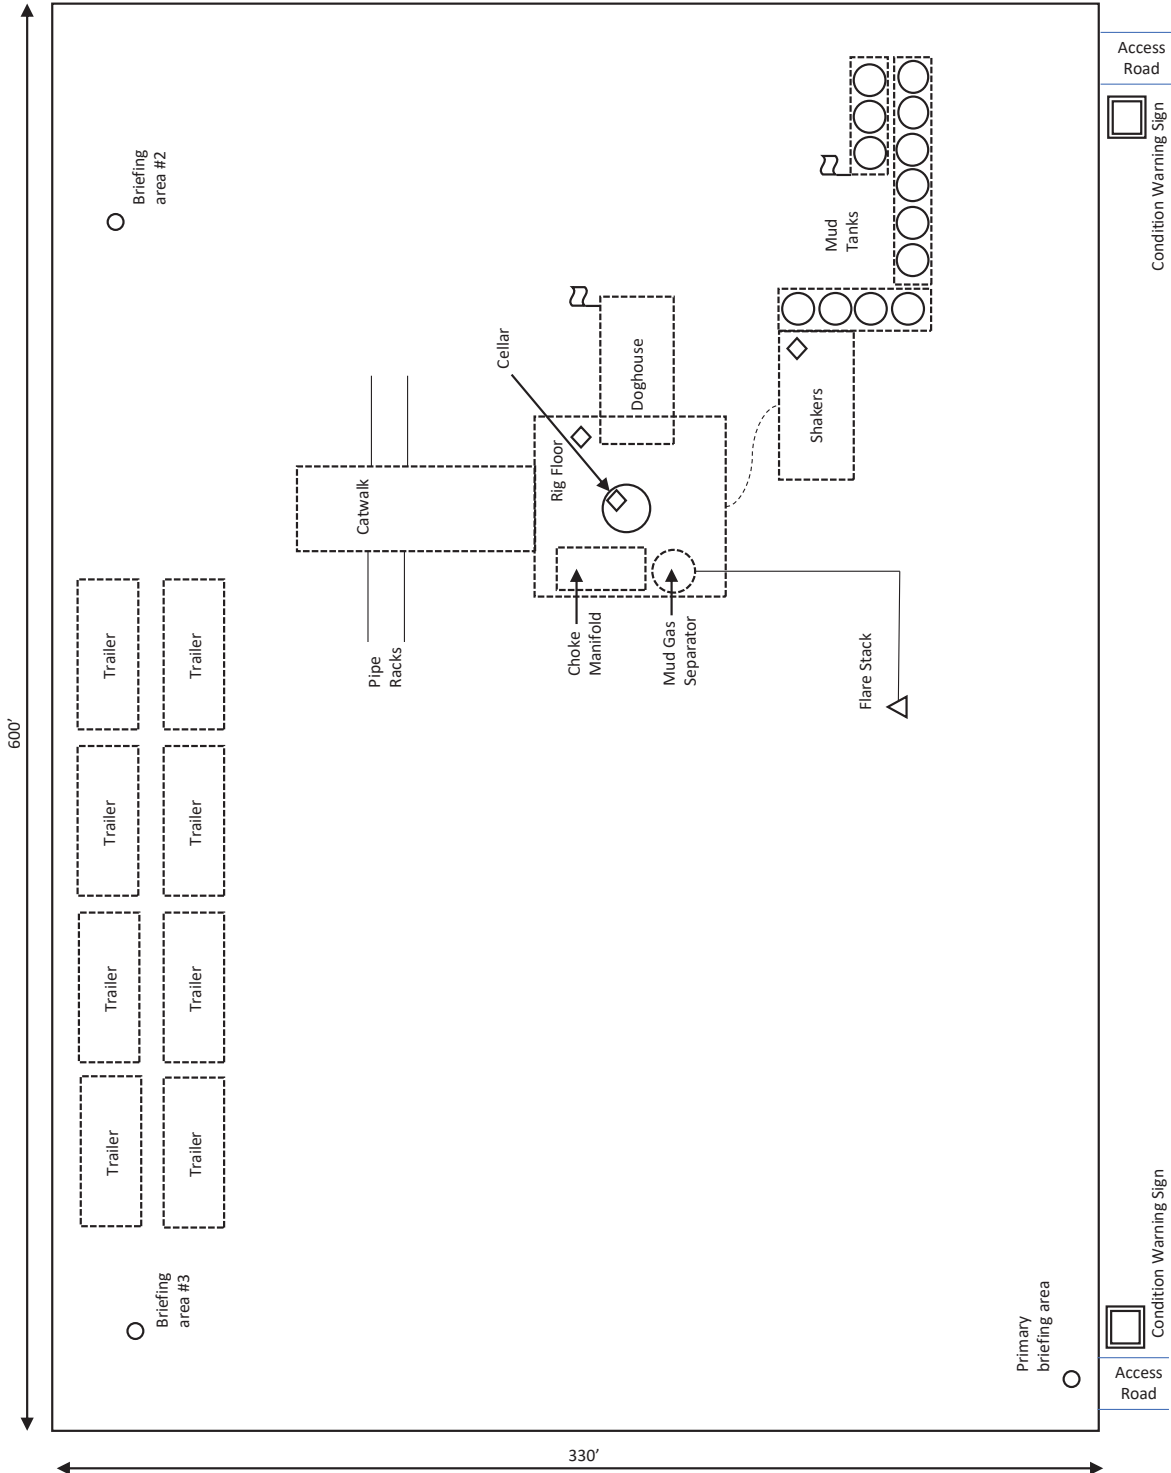 600'
330'
Access
Road
Condition Warning Sign
Briefing
area #2
Mud
Tanks
Cellar
Doghouse
Shakers
Rig Floor
Catwalk
Pipe
Racks
Choke
Manifold
Mud Gas
Separator
Flare Stack
Trailer
Trailer
Trailer
Trailer
Trailer
Trailer
Trailer
Trailer
Briefing
area #3
Primary
briefing area
Condition Warning Sign
Access
Road